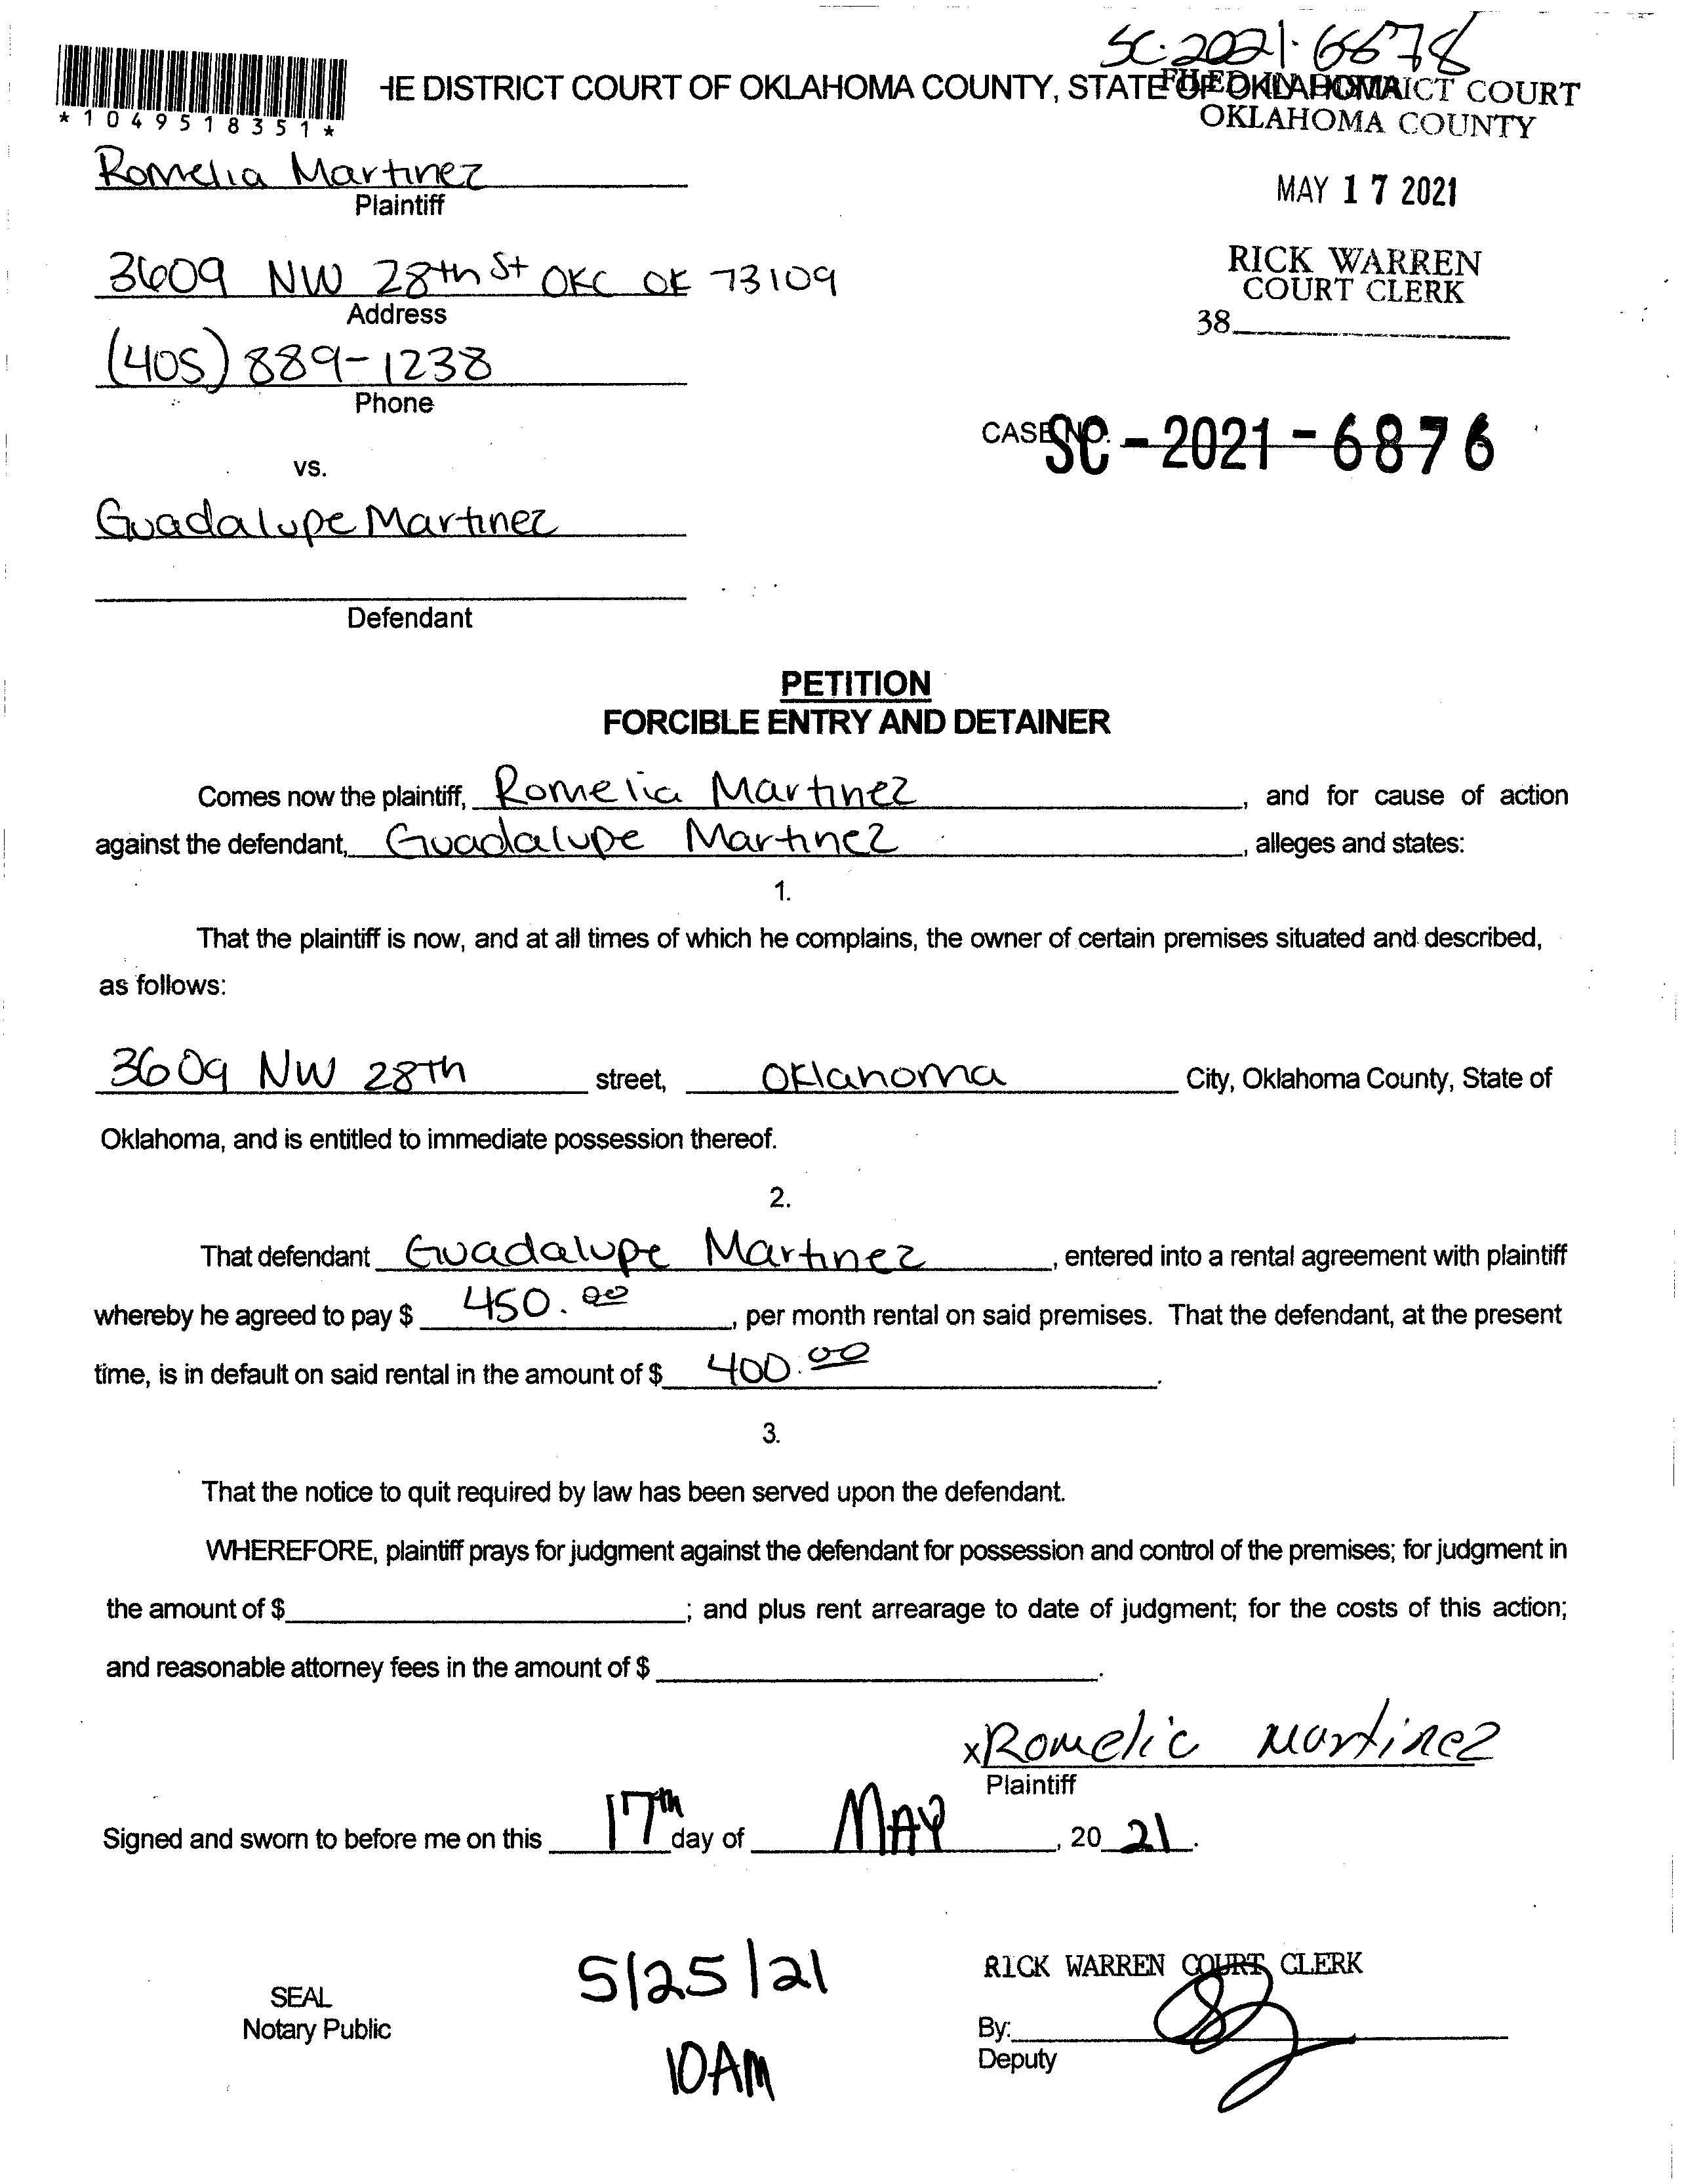 SC-2021-6678
*1049518351*
HE DISTRICT COURT OF OKLAHOMA COUNTY, STATE OF OKLAHOMA
FILED IN DISTRICT COURT
OKLAHOMA COUNTY
Romelia Martinez
Plaintiff
MAY 17 2021
3609 NW 28th St OKC OK 73109
Address
RICK WARREN
COURT CLERK
38
(405) 889-1238
Phone
CASE NO. SC-2021-6876
vs.
Guadalupe Martinez
Defendant
PETITION
FORCIBLE ENTRY AND DETAINER
Comes now the plaintiff, Romelia Martinez, and for cause of action
against the defendant, Guadalupe Martinez, alleges and states:
1.
That the plaintiff is now, and at all times of which he complains, the owner of certain premises situated and described,
as follows:
3609 NW 28th street, Oklahoma City, Oklahoma County, State of
Oklahoma, and is entitled to immediate possession thereof.
2.
That defendant Guadalupe Martinez, entered into a rental agreement with plaintiff
whereby he agreed to pay $ 450.00, per month rental on said premises. That the defendant, at the present
time, is in default on said rental in the amount of $ 400.00.
3.
That the notice to quit required by law has been served upon the defendant.
WHEREFORE, plaintiff prays for judgment against the defendant for possession and control of the premises; for judgment in
the amount of $; and plus rent arrearage to date of judgment; for the costs of this action;
and reasonable attorney fees in the amount of $.
x Romelia Martinez
Plaintiff
Signed and sworn to before me on this 17th day of MAY, 20 21.
SEAL
Notary Public
5/25/21
10AM
RICK WARREN COURT CLERK
By:
Deputy